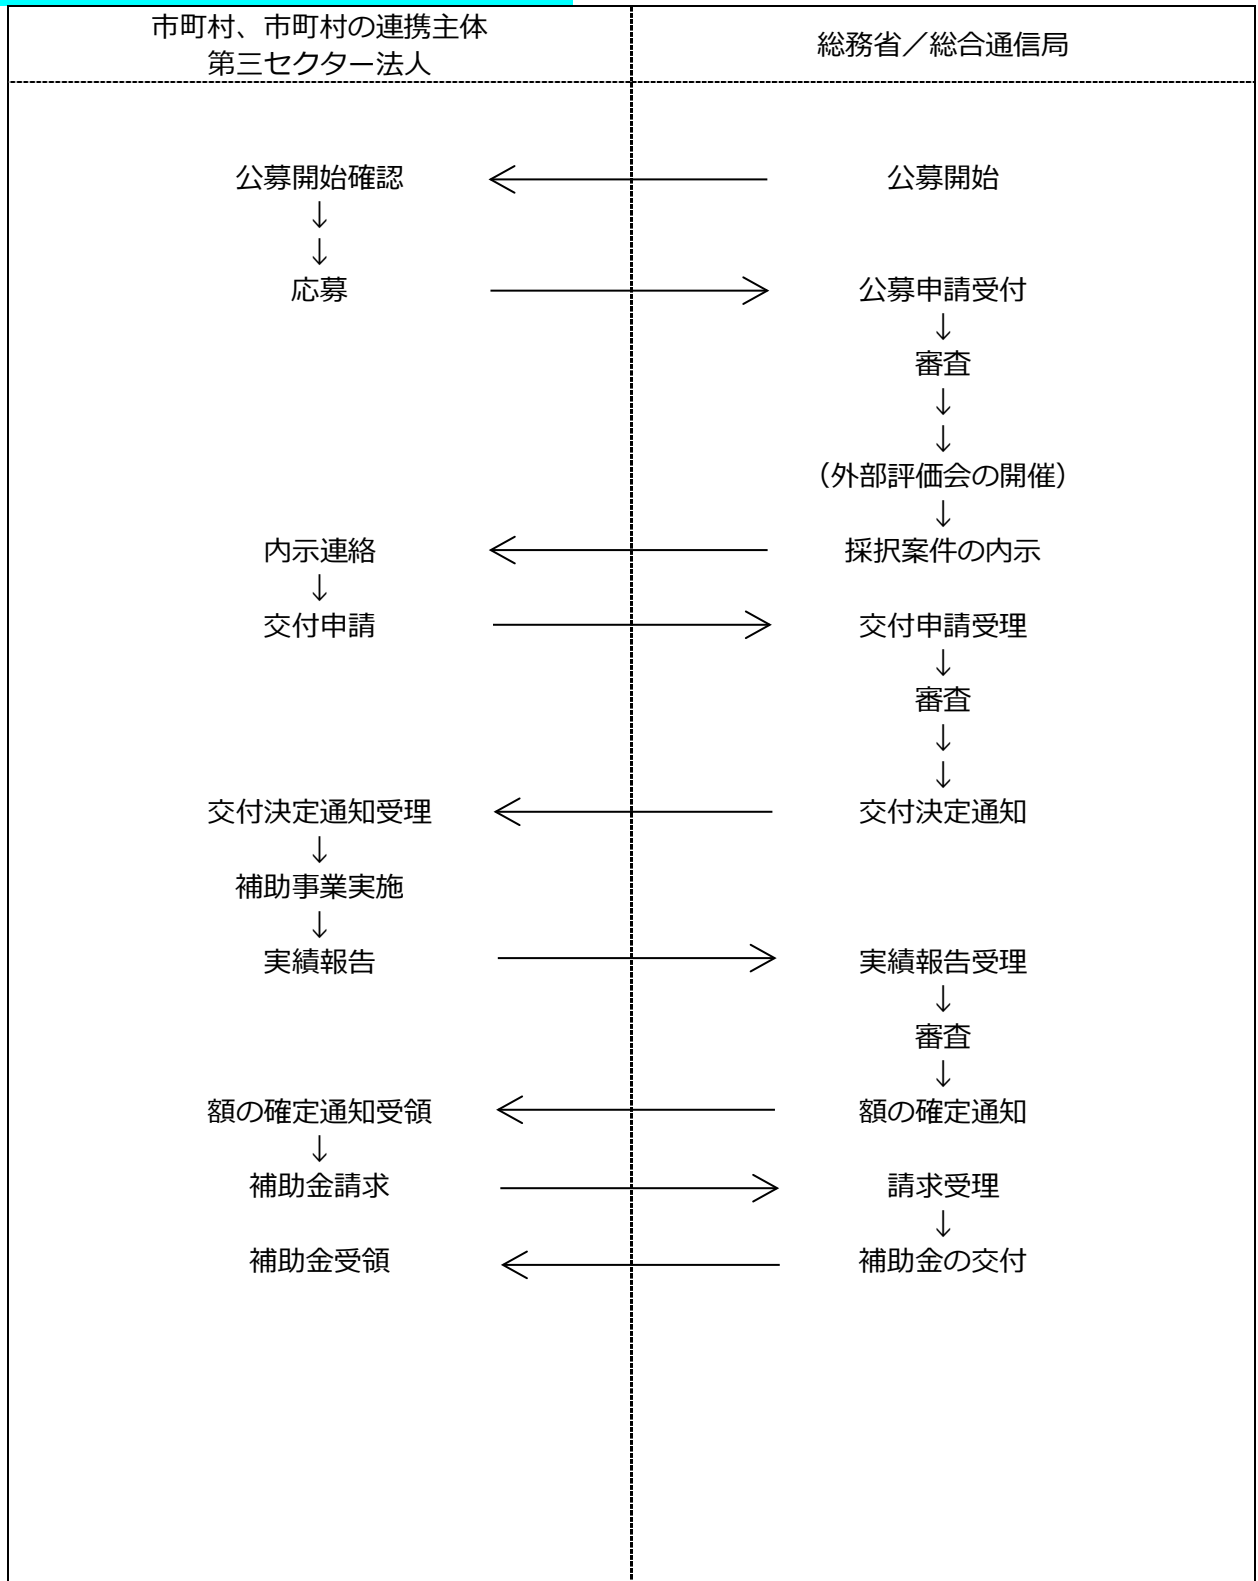 市町村、市町村の連携主体
第三セクター法人
総務省／総合通信局
公募開始確認
公募開始
↓
↓
応募
公募申請受付
↓
審査
↓
↓
（外部評価会の開催）
↓
内示連絡
採択案件の内示
↓
交付申請
交付申請受理
↓
審査
↓
↓
交付決定通知受理
交付決定通知
↓
補助事業実施
↓
実績報告
実績報告受理
↓
審査
↓
額の確定通知受領
額の確定通知
↓
補助金請求
請求受理
↓
補助金受領
補助金の交付